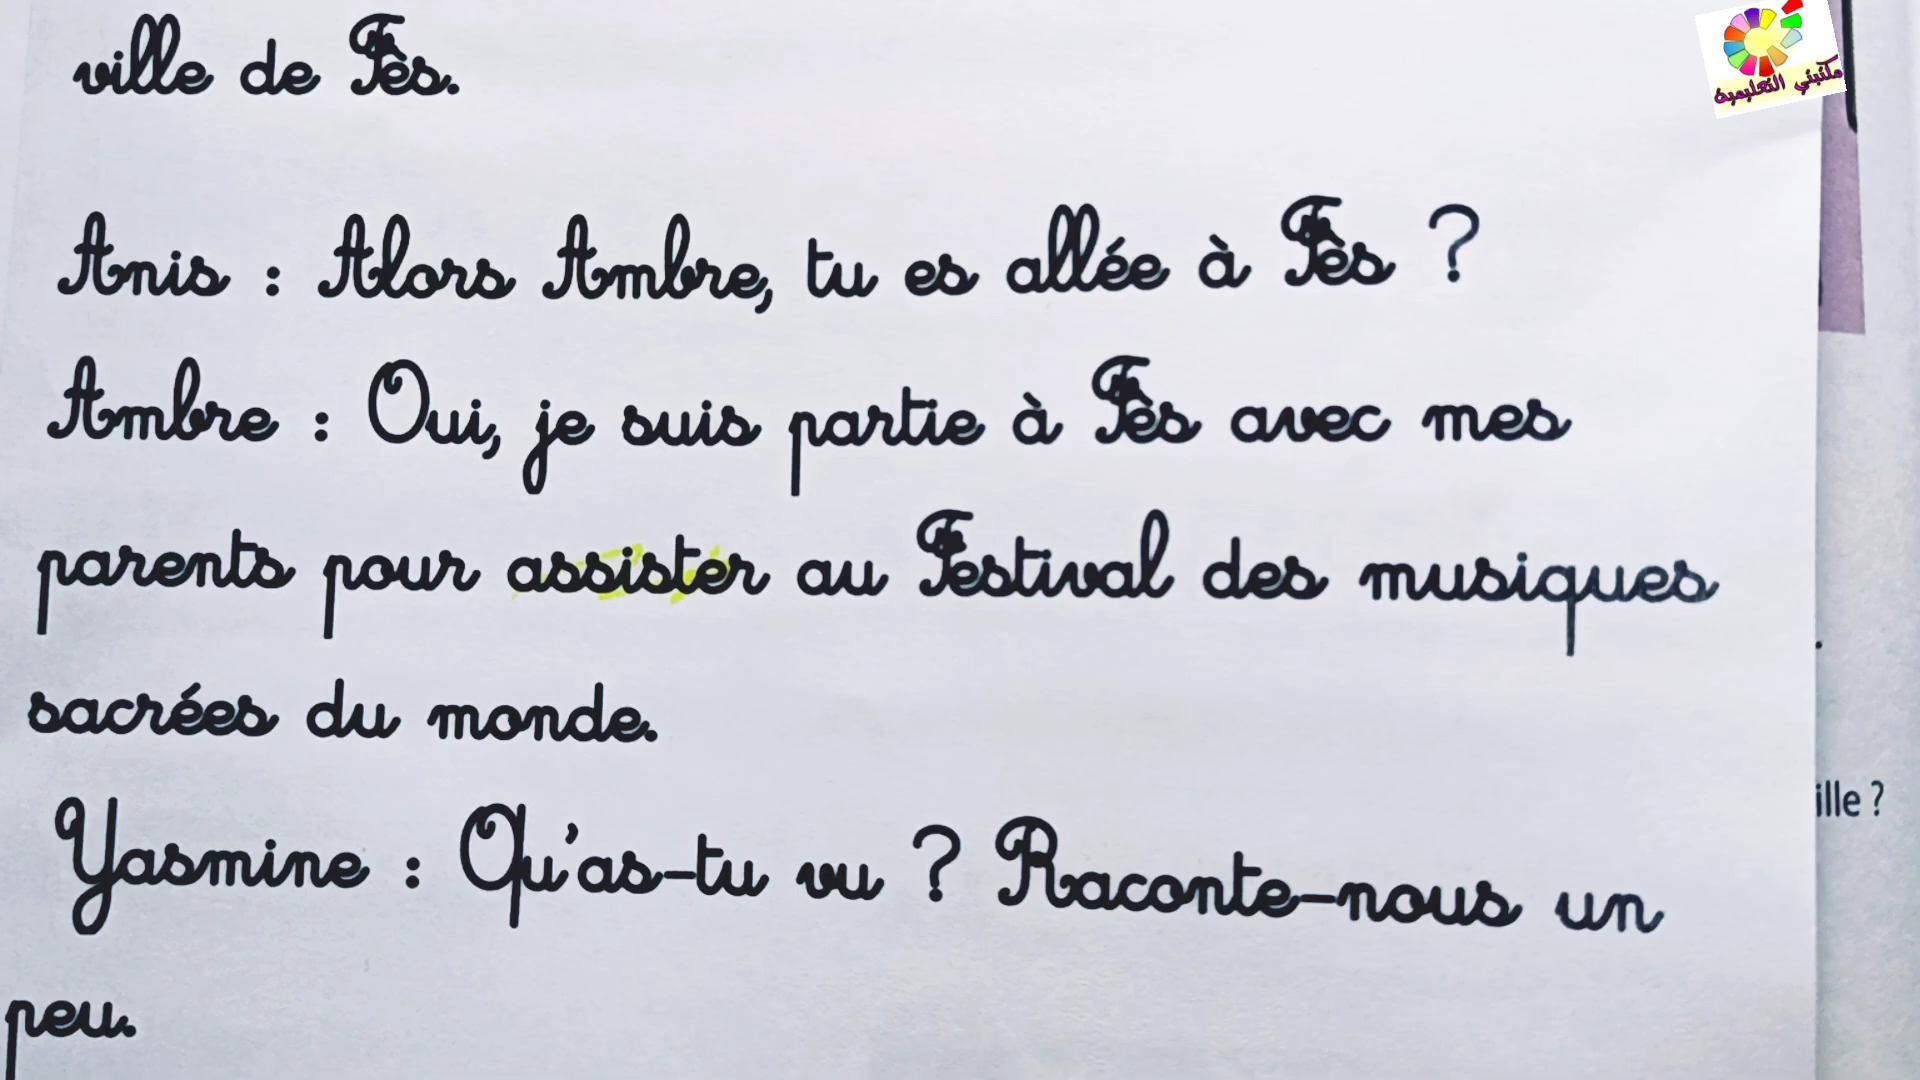 ville de Fès.
مكتبتي التعليمية
Anis : Alors Ambre, tu es allée à Fès ?
Ambre : Oui, je suis partie à Fès avec mes
parents pour assister au Festival des musiques
sacrées du monde.
Yasmine : Qu'as-tu vu ? Raconte-nous un
ille ?
peu.